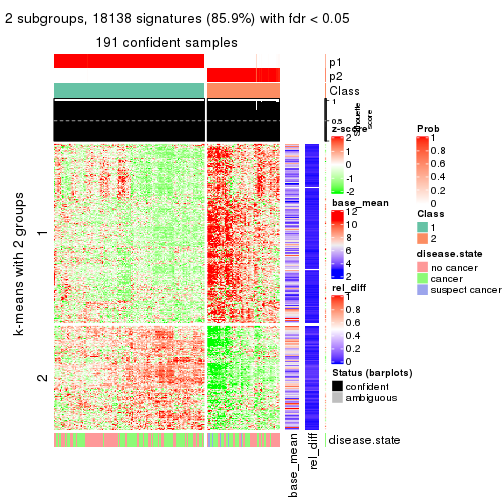 2 subgroups, 18138 signatures (85.9%) with fdr < 0.05
191 confident samples
p1
p2
Class
1
0.5
Silhouette
score
k-means with 2 groups
1
2
z-score
2
1
0
-1
-2
base_mean
12
10
8
6
4
2
rel_diff
1
0.8
0.6
0.4
0.2
0
Status (barplots)
confident
ambiguous
Prob
1
0.8
0.6
0.4
0.2
0
Class
1
2
disease.state
no cancer
cancer
suspect cancer
disease.state
base_mean
rel_diff